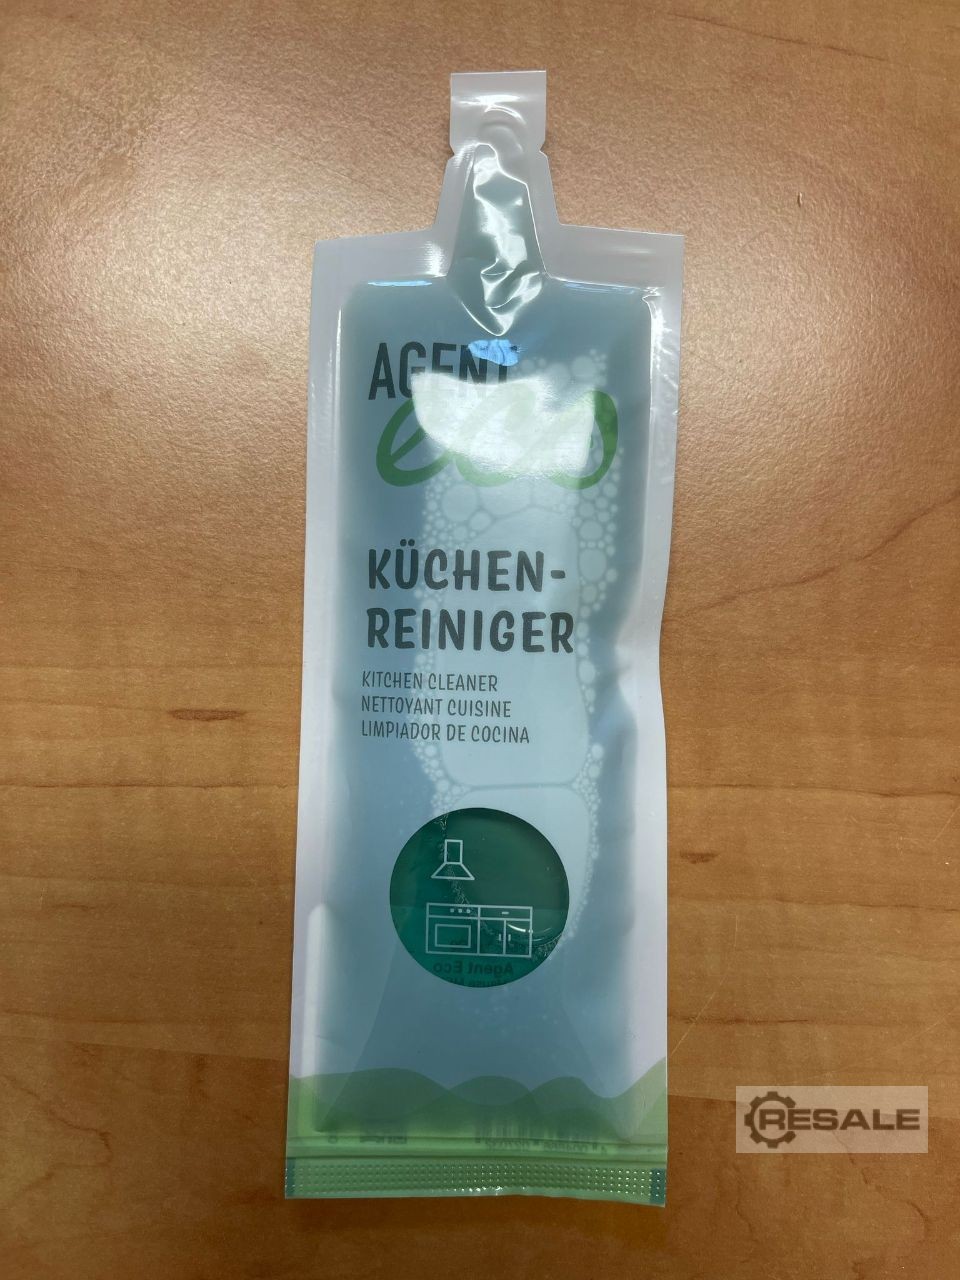 AGENT
eco
KÜCHEN-
REINIGER
KITCHEN CLEANER
NETTOYANT CUISINE
LIMPIADOR DE COCINA
Agent Eco
RESALE